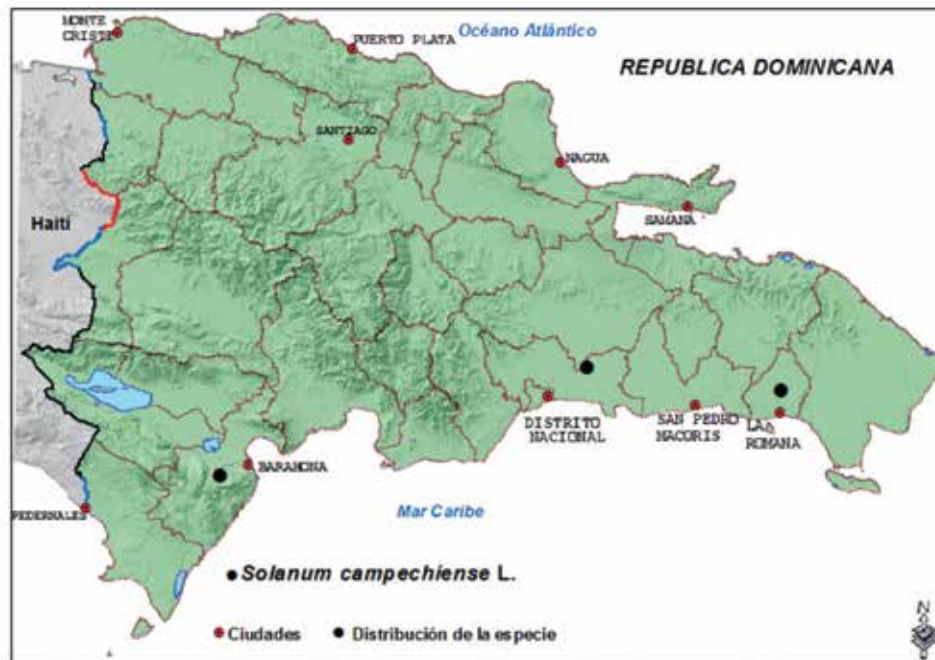 MONTE
CRISTI
PUERTO PLATA
Océano Atlántico
REPUBLICA DOMINICANA
SANTIAGO
NAGUA
SAMANA
Haití
DISTRITO
NACIONAL
SAN PEDRO
MACORIS
LA
ROMANA
BARAHONA
PEDERNALES
Mar Caribe
Solanum campechiense L.
Ciudades
Distribución de la especie
N